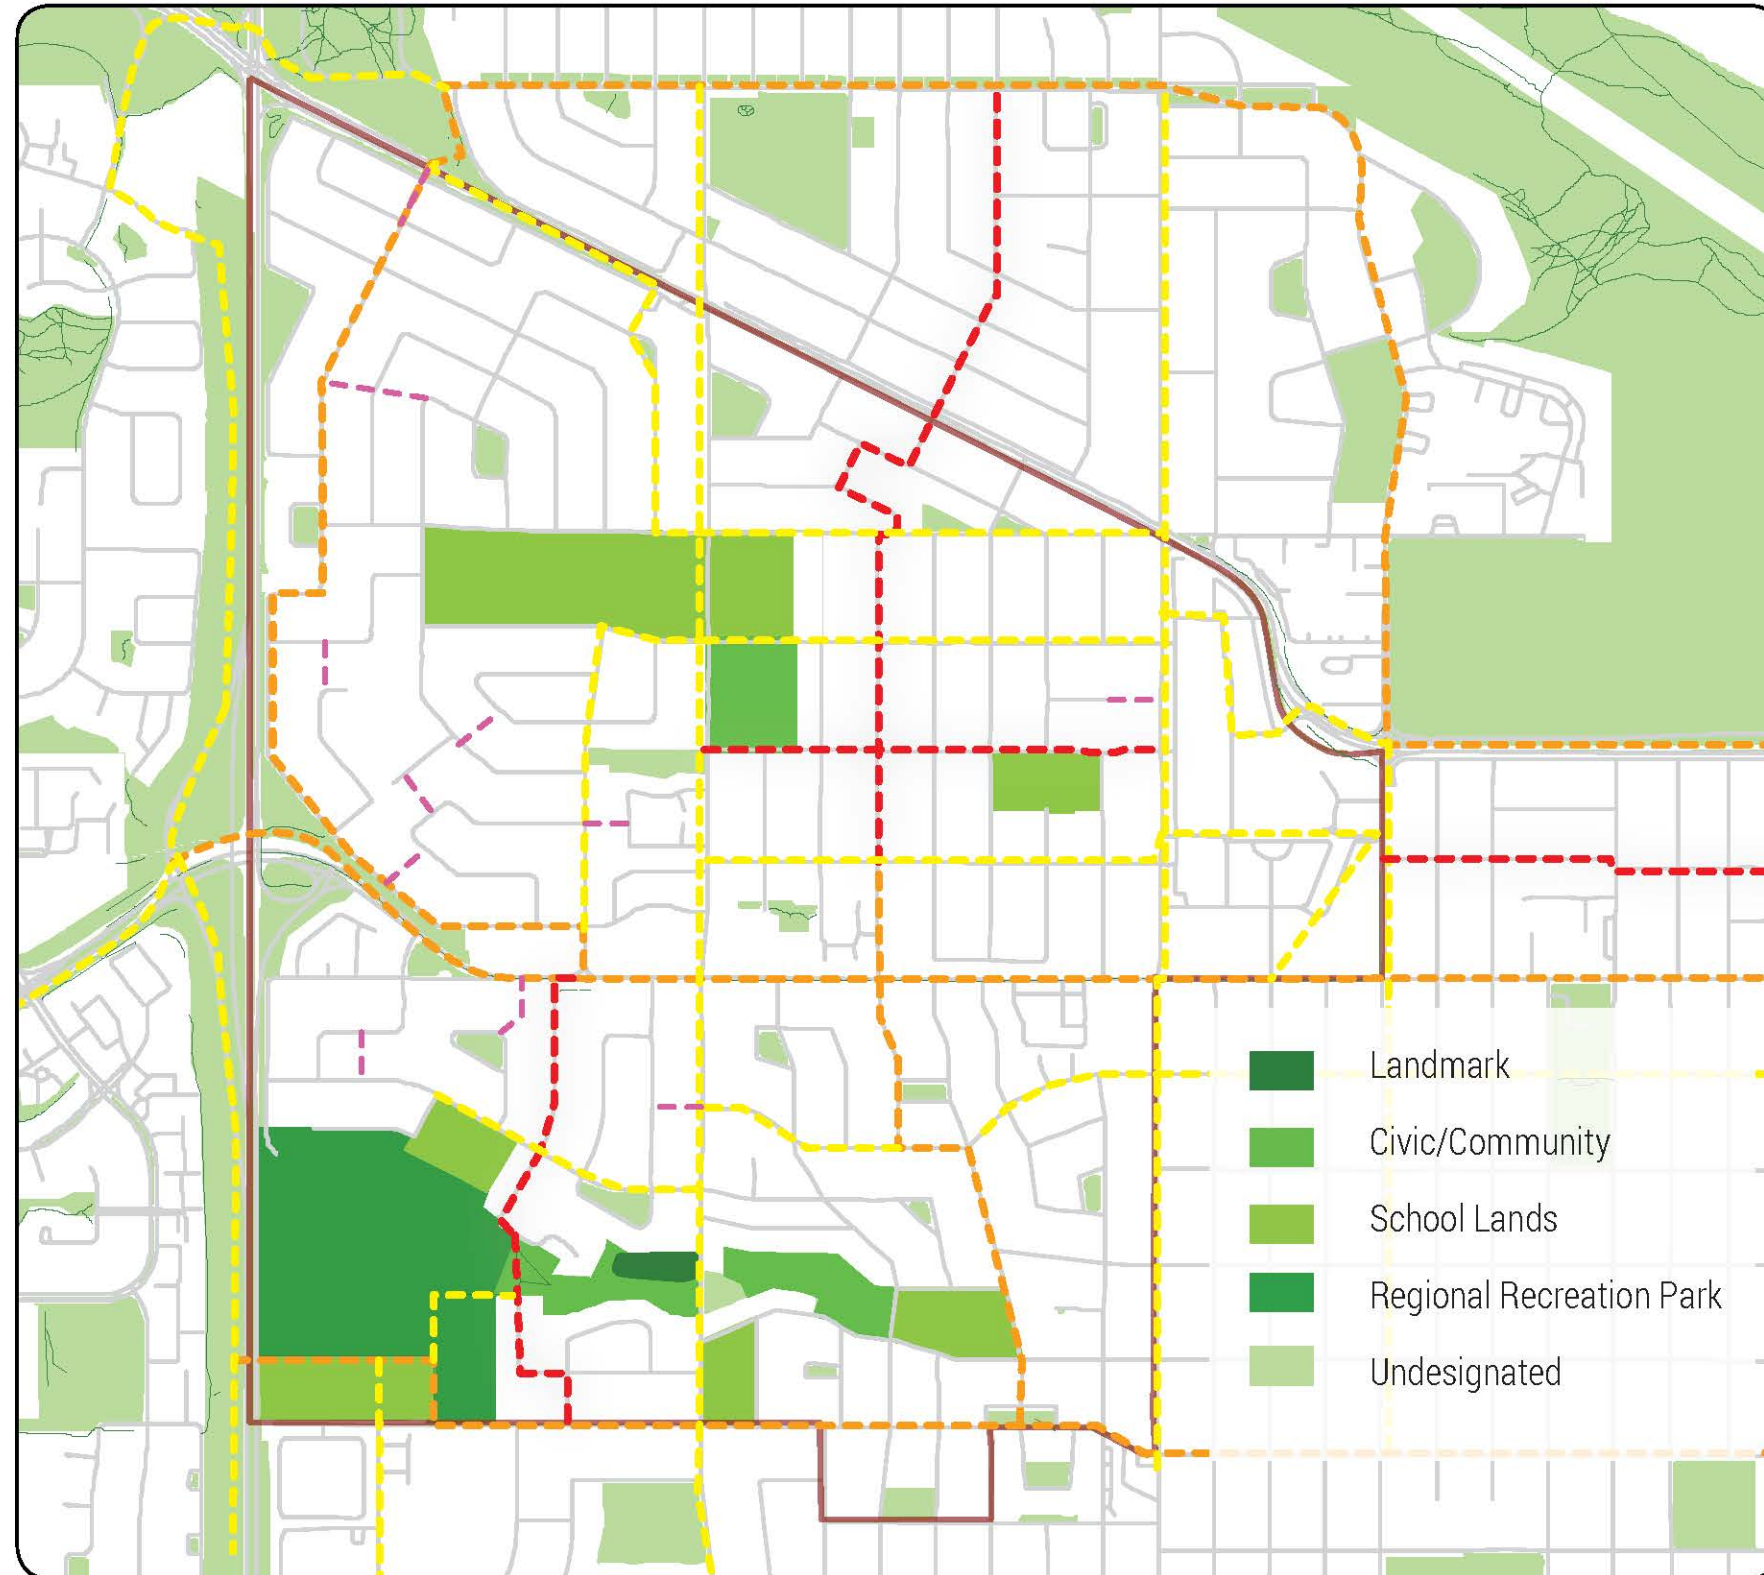 Landmark
Civic/Community
School Lands
Regional Recreation Park
Undesignated